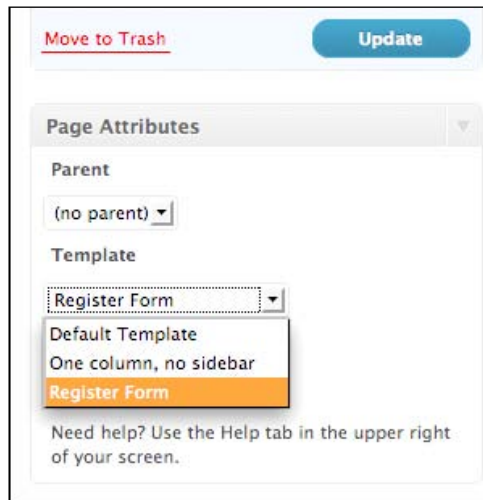 Move to Trash
Update
Page Attributes
Parent
(no parent)
Template
Register Form
Default Template
One column, no sidebar
Register Form
Need help? Use the Help tab in the upper right
of your screen.